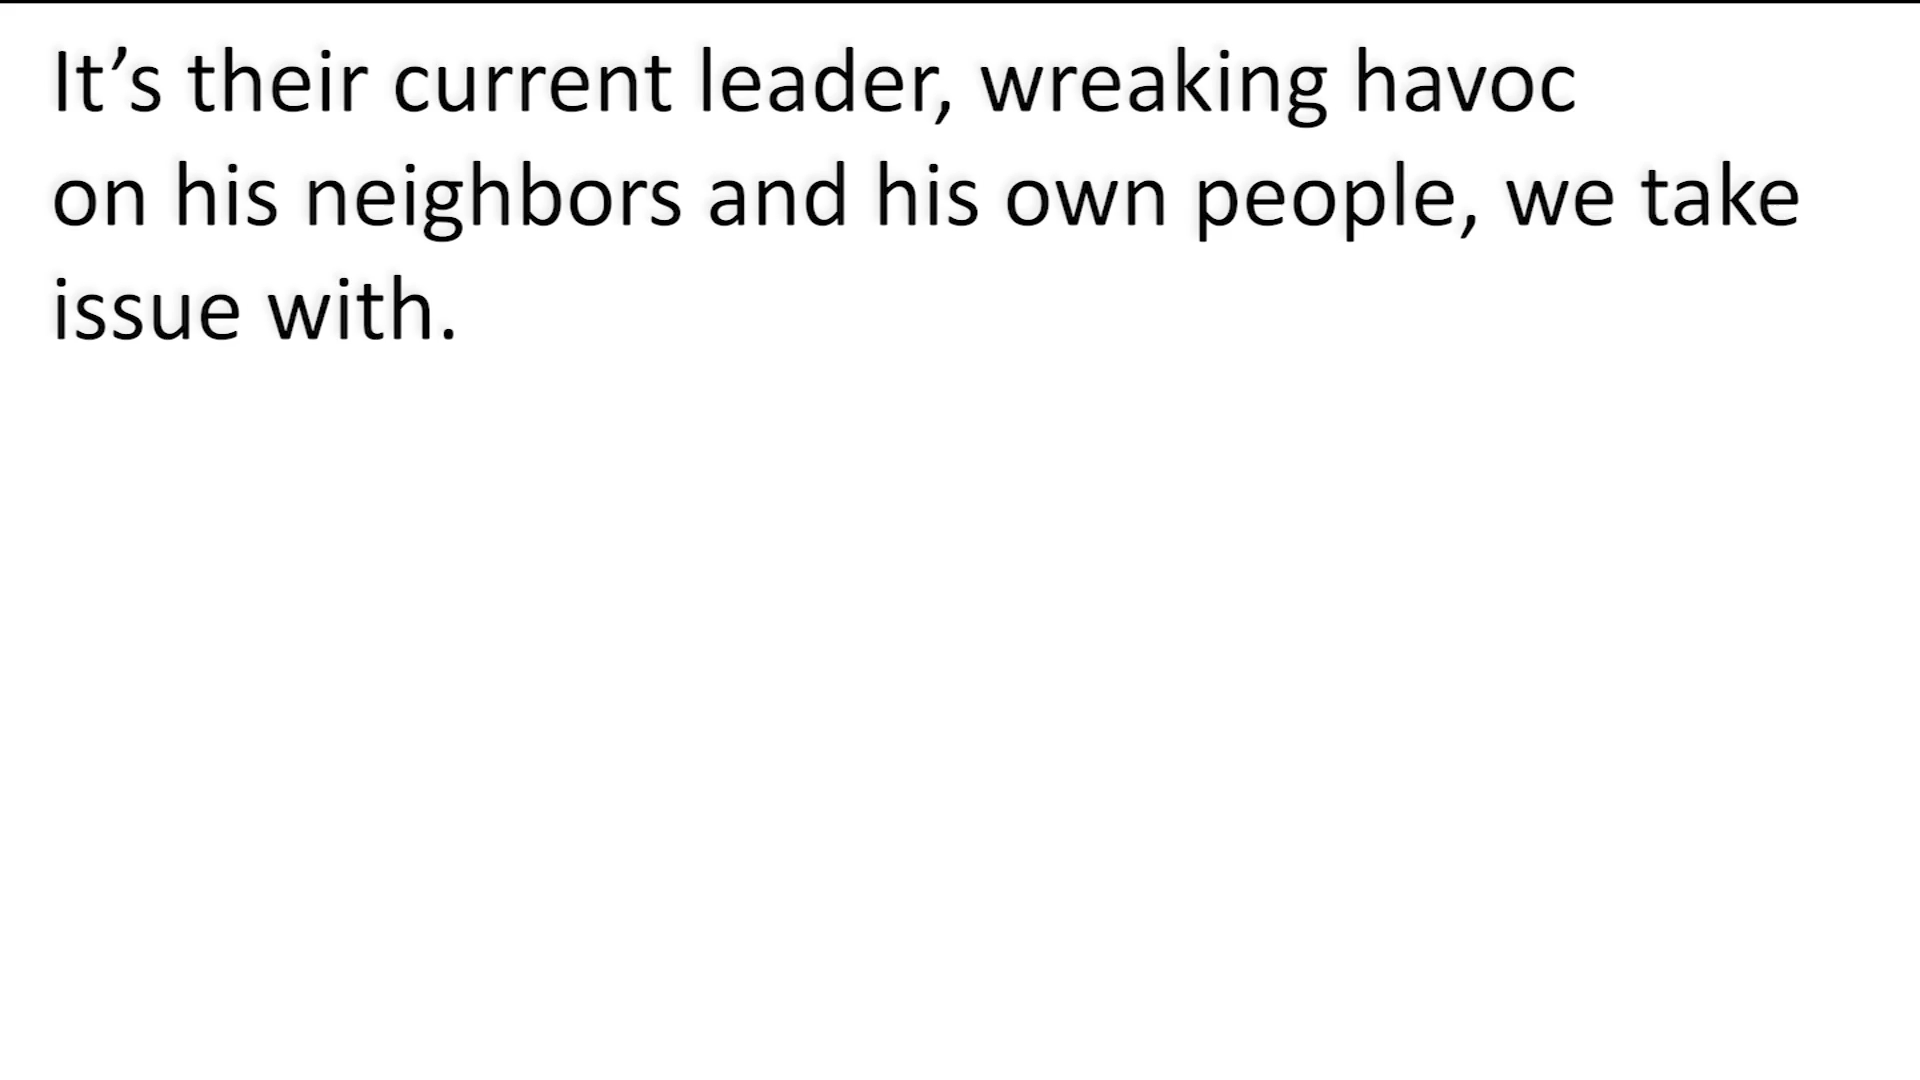 It’s their current leader, wreaking havoc
on his neighbors and his own people, we take
issue with.